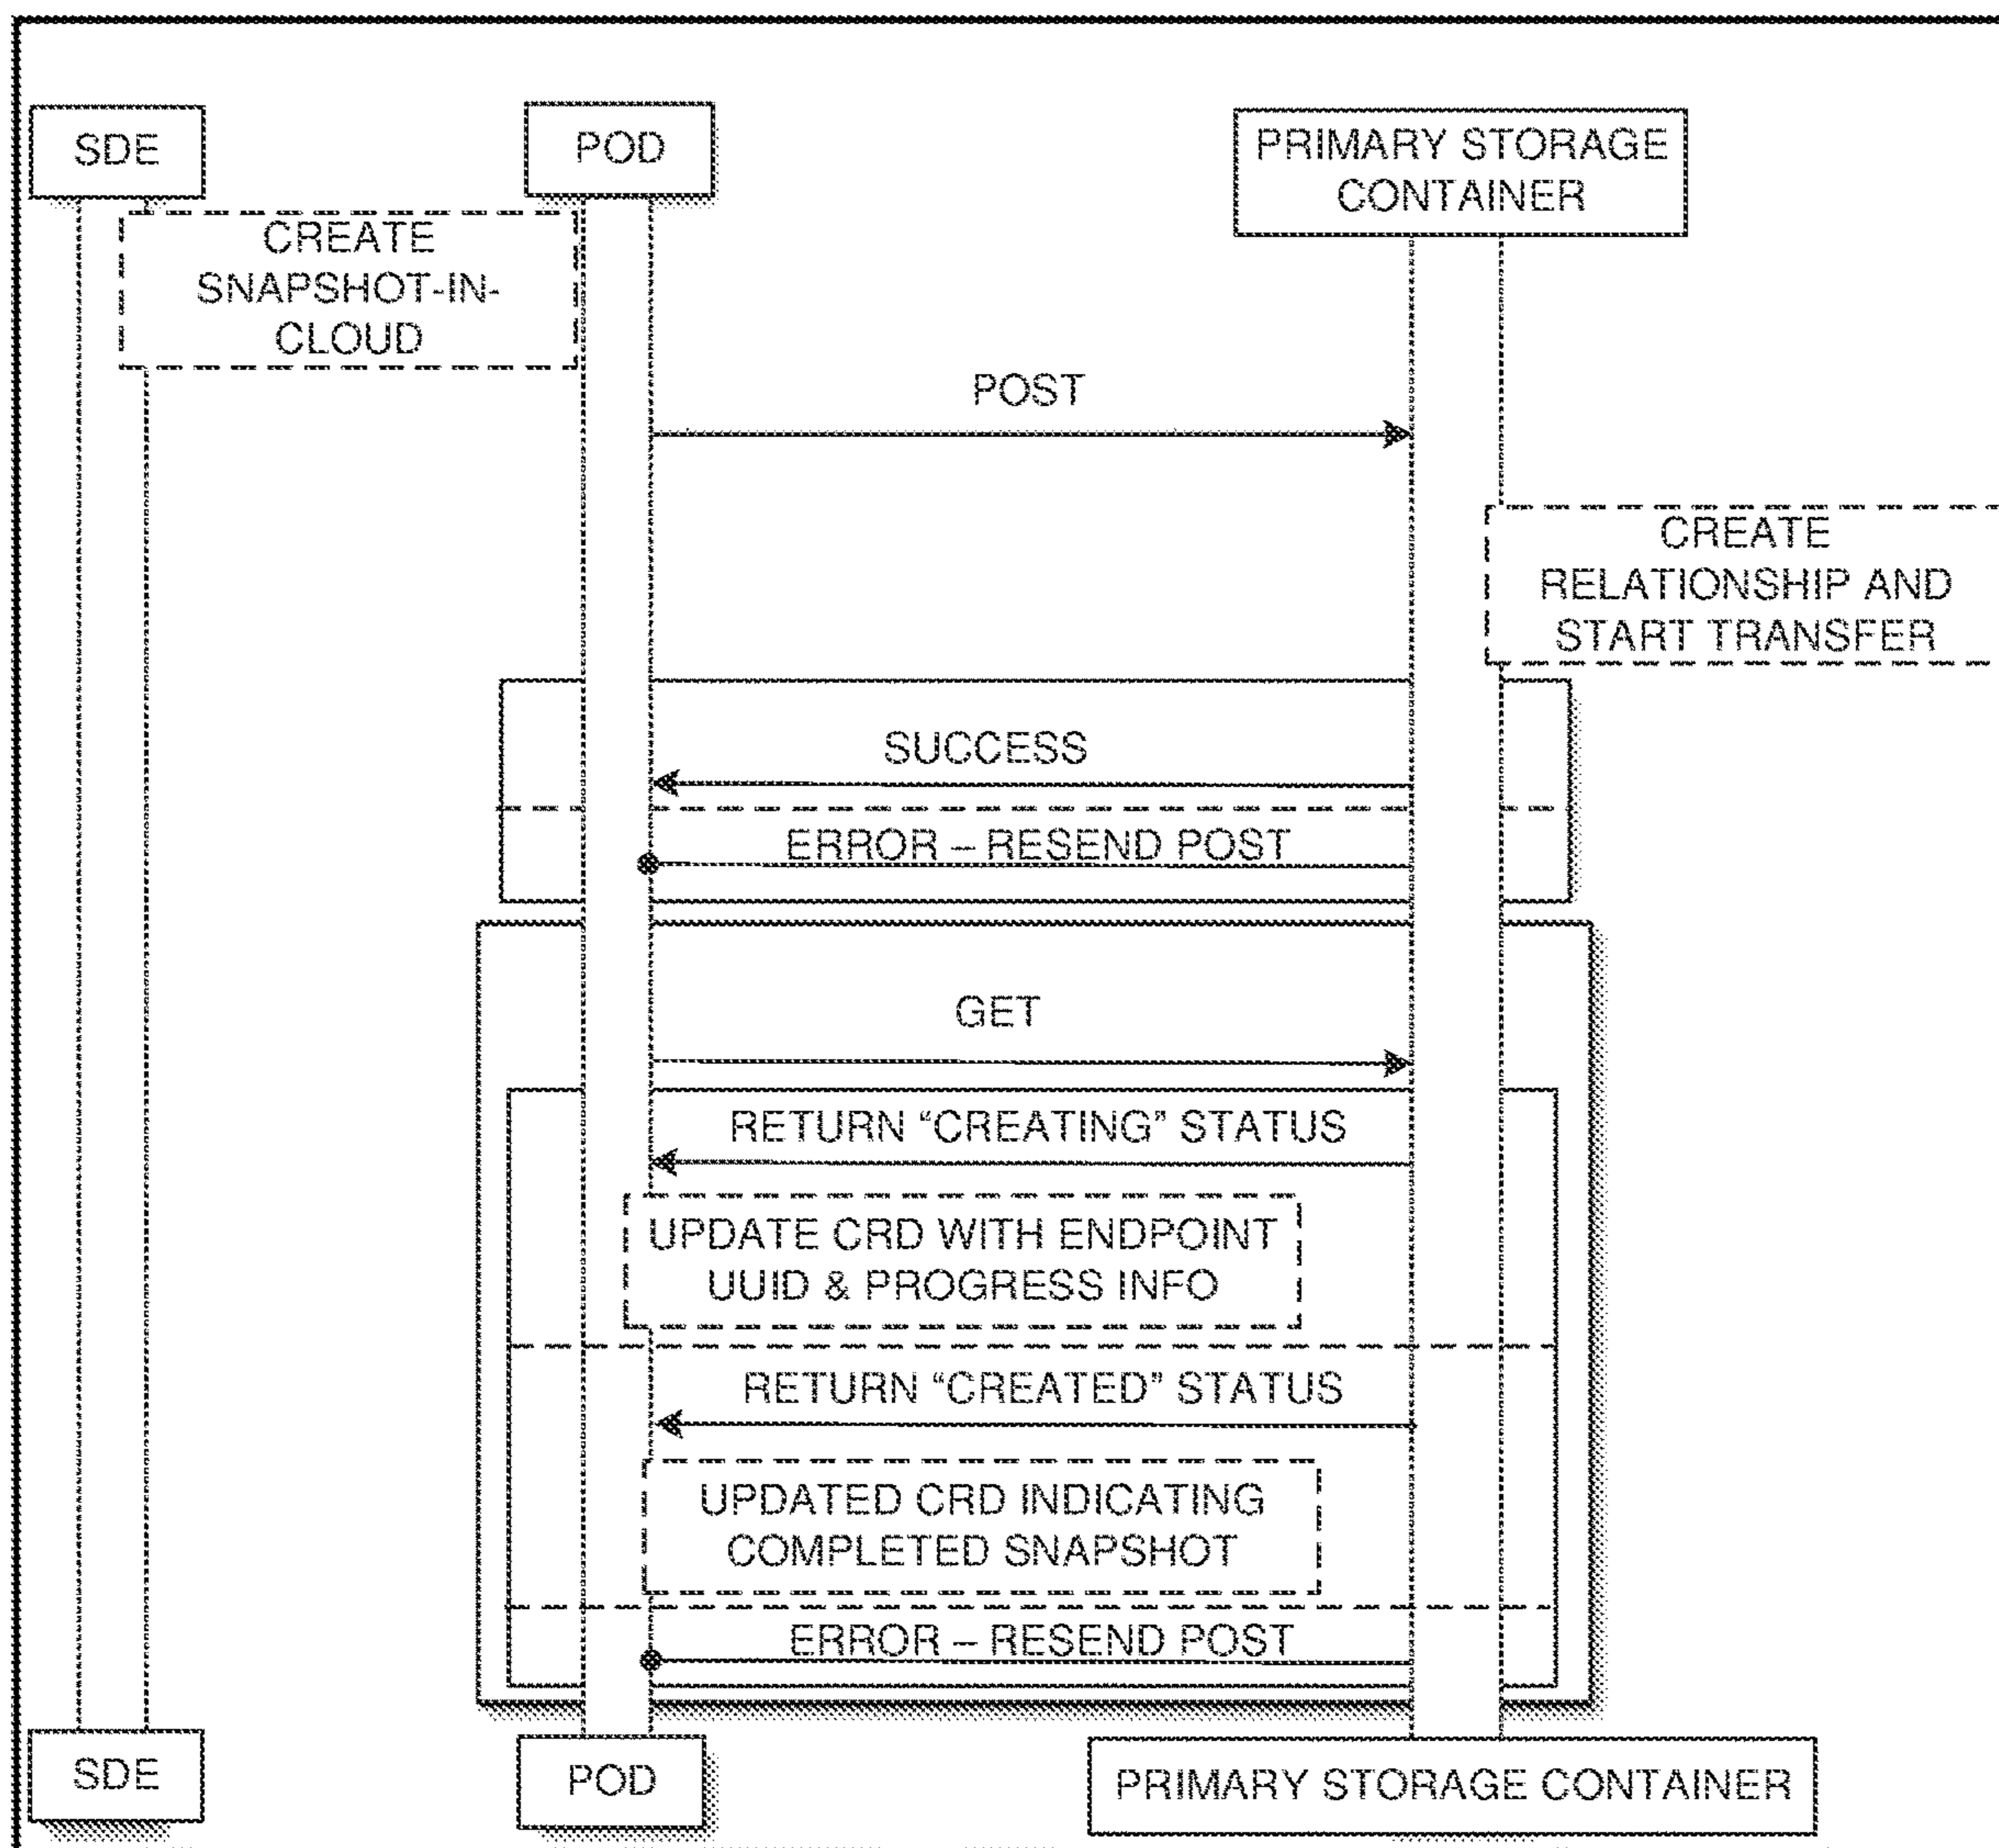 SDE
POD
PRIMARY STORAGE
CONTAINER
CREATE
SNAPSHOT-IN-
CLOUD
POST
CREATE
RELATIONSHIP AND
START TRANSFER
SUCCESS
ERROR – RESEND POST
GET
RETURN “CREATING” STATUS
UPDATE CRD WITH ENDPOINT
UUID & PROGRESS INFO
RETURN “CREATED” STATUS
UPDATED CRD INDICATING
COMPLETED SNAPSHOT
ERROR – RESEND POST
SDE
POD
PRIMARY STORAGE CONTAINER